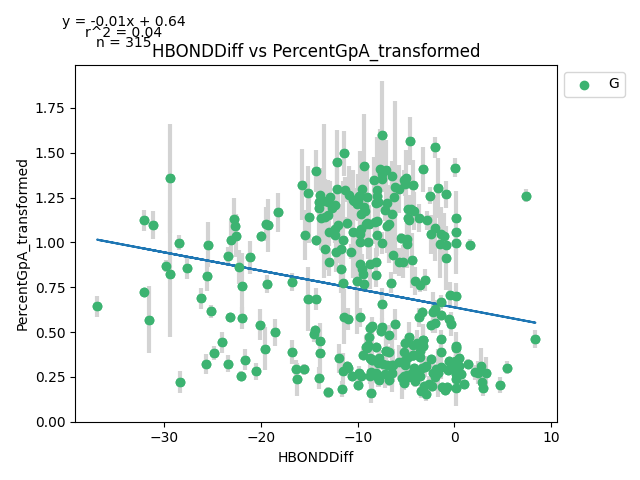 y = -0.01x + 0.64
r^2 = 0.04
n = 315
HBONDDiff vs PercentGpA_transformed
G
PercentGpA_transformed
1.75
1.50
1.25
1.00
0.75
0.50
0.25
0.00
−30
−20
−10
0
10
HBONDDiff